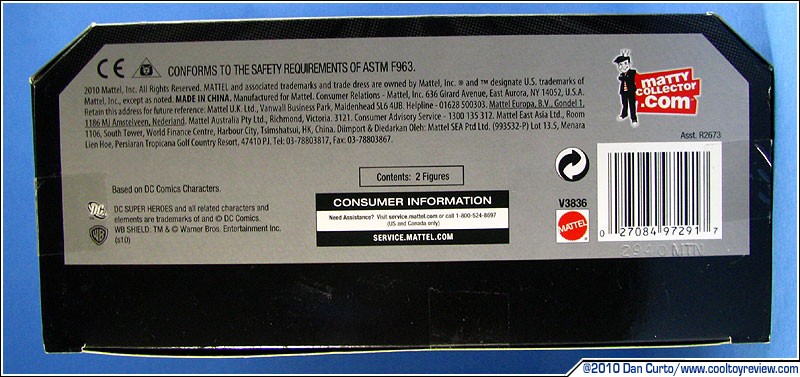 CE
CONFORMS TO THE SAFETY REQUIREMENTS OF ASTM F963.
2010 Mattel, Inc. All Rights Reserved. MATTEL and associated trademarks and trade dress are owned by Mattel, Inc. ® and ™ designate U.S. trademarks of
Mattel, Inc., except as noted. MADE IN CHINA. Manufactured for Mattel. Consumer Relations - Mattel, Inc. 636 Girard Avenue, East Aurora, NY 14052, U.S.A.
Retain this address for future reference: Mattel U.K. Ltd., Vanwall Business Park, Maidenhead SL6 4UB. Helpline - 01628 500303. Mattel Europa, B.V., Gondel 1,
1186 MJ Amstelveen, Nederland. Mattel Australia Pty Ltd., Richmond, Victoria. 3121. Consumer Advisory Service - 1300 135 312. Mattel East Asia Ltd., Room
1106, South Tower, World Finance Centre, Harbour City, Tsimshatsui, HK, China. Diimport & Diedarkan Oleh: Mattel SEA Ptd Ltd. (993532-P) Lot 13.5, Menara
Lien Hoe, Persiaran Tropicana Golf Country Resort, 47410 PJ. Tel: 03-78803817, Fax: 03-78803867.
MATTY
COLLECTOR
.COM™
Asst. R2673
Contents: 2 Figures
Based on DC Comics Characters.
DC
DC SUPER HEROES and all related characters and
elements are trademarks of and © DC Comics.
WB SHIELD: TM & © Warner Bros. Entertainment Inc.
(s10)
WB
CONSUMER INFORMATION
Need Assistance? Visit service.mattel.com or call 1-800-524-8697
(US and Canada only)
SERVICE.MATTEL.COM
V3836
MATTEL
0 27084 97291 7
2940 MTN
@2010 Dan Curto/www.cooltoyreview.com